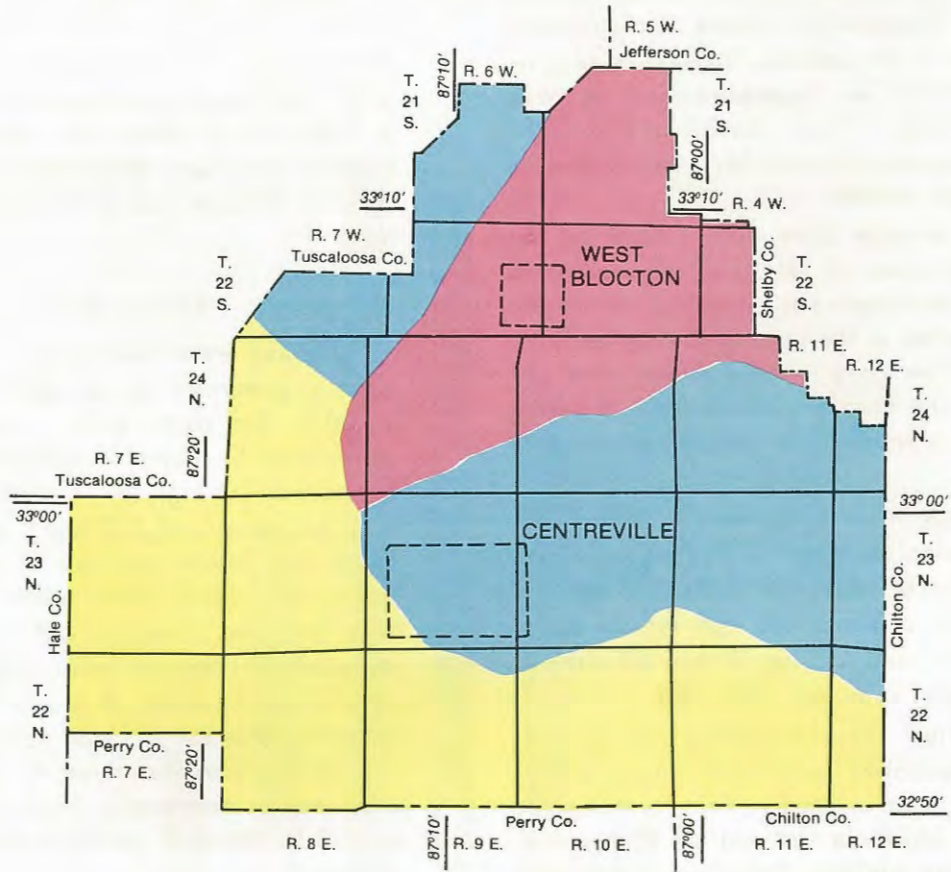 R. 5 W.
Jefferson Co.
R. 6 W.
87°10'
T.
21
S.
T.
21
S.
87°00'
33°10'
33°10'
R. 4 W.
R. 7 W.
Tuscaloosa Co.
WEST
BLOCTON
T.
22
S.
Shelby Co.
T.
22
S.
R. 11 E.
R. 12 E.
T.
24
N.
T.
24
N.
87°20'
R. 7 E.
Tuscaloosa Co.
33°00'
33°00'
CENTREVILLE
T.
23
N.
T.
23
N.
Hale Co.
Chilton Co.
T.
22
N.
T.
22
N.
Perry Co.
R. 7 E.
87°20'
32°50'
87°10'
Perry Co.
87°00'
Chilton Co.
R. 8 E.
R. 9 E.
R. 10 E.
R. 11 E.
R. 12 E.